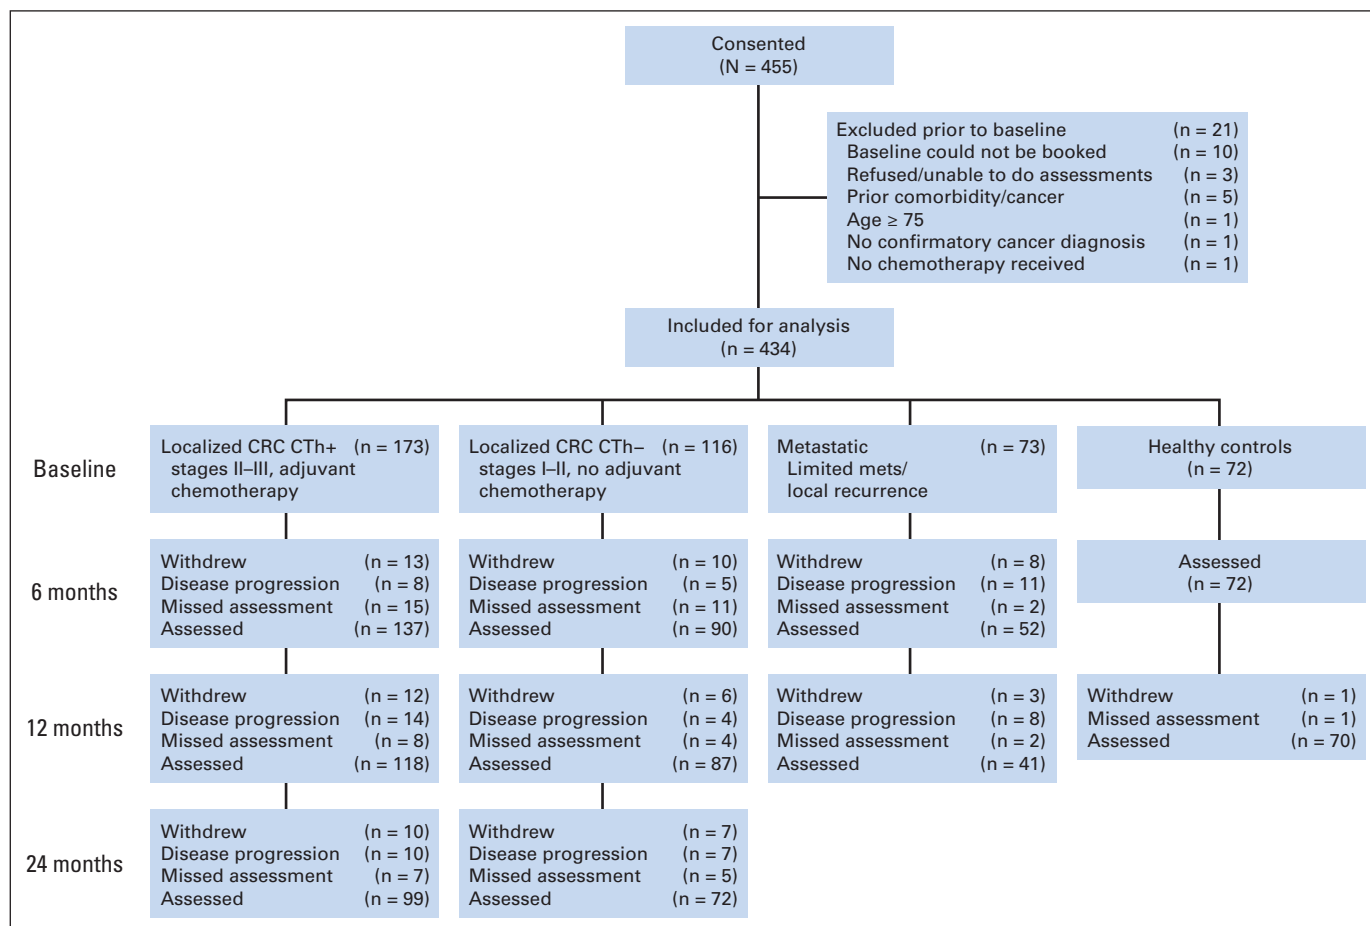 Consented
(N = 455)
Excluded prior to baseline (n = 21)
Baseline could not be booked (n = 10)
Refused/unable to do assessments (n = 3)
Prior comorbidity/cancer (n = 5)
Age ≥ 75 (n = 1)
No confirmatory cancer diagnosis (n = 1)
No chemotherapy received (n = 1)
Included for analysis
(n = 434)
Baseline
Localized CRC CTh+ (n = 173)
stages II–III, adjuvant
chemotherapy
Localized CRC CTh– (n = 116)
stages I–II, no adjuvant
chemotherapy
Metastatic (n = 73)
Limited mets/
local recurrence
Healthy controls
(n = 72)
6 months
Withdrew (n = 13)
Disease progression (n = 8)
Missed assessment (n = 15)
Assessed (n = 137)
Withdrew (n = 10)
Disease progression (n = 5)
Missed assessment (n = 11)
Assessed (n = 90)
Withdrew (n = 8)
Disease progression (n = 11)
Missed assessment (n = 2)
Assessed (n = 52)
Assessed
(n = 72)
12 months
Withdrew (n = 12)
Disease progression (n = 14)
Missed assessment (n = 8)
Assessed (n = 118)
Withdrew (n = 6)
Disease progression (n = 4)
Missed assessment (n = 4)
Assessed (n = 87)
Withdrew (n = 3)
Disease progression (n = 8)
Missed assessment (n = 2)
Assessed (n = 41)
Withdrew (n = 1)
Missed assessment (n = 1)
Assessed (n = 70)
24 months
Withdrew (n = 10)
Disease progression (n = 10)
Missed assessment (n = 7)
Assessed (n = 99)
Withdrew (n = 7)
Disease progression (n = 7)
Missed assessment (n = 5)
Assessed (n = 72)